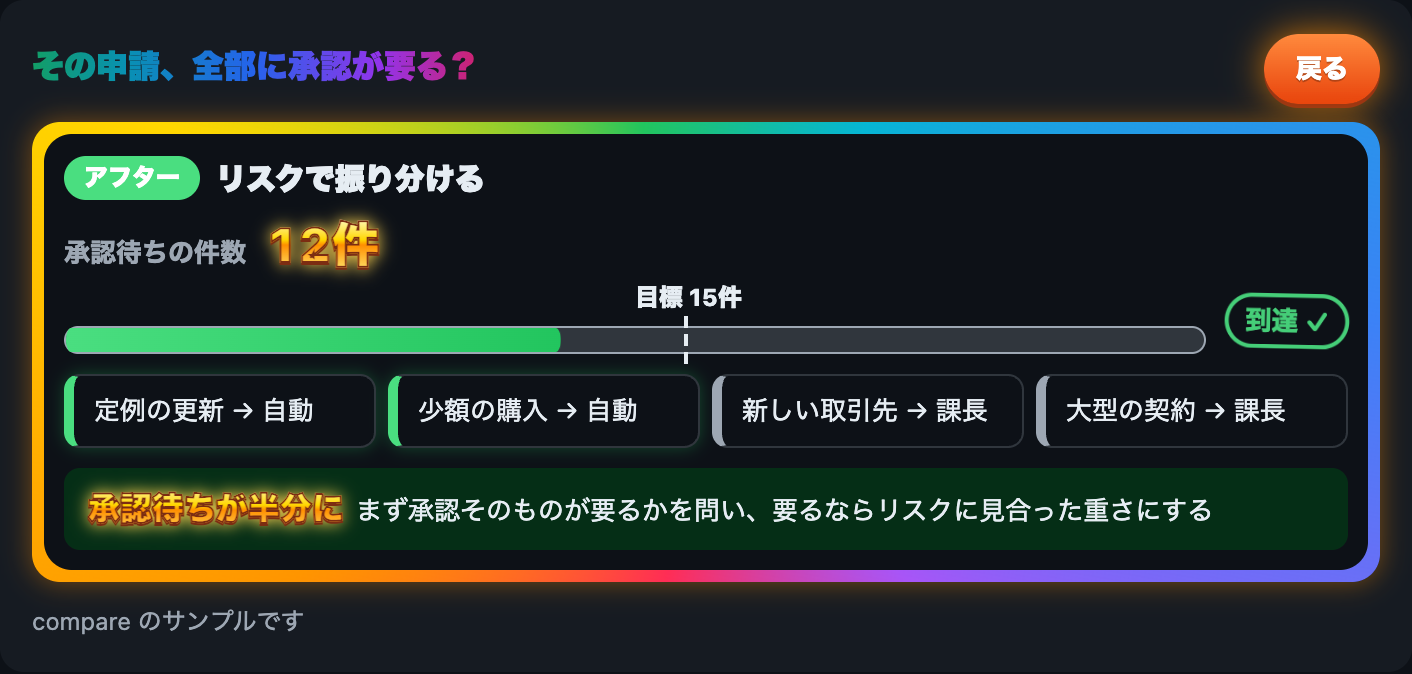 その申請、全部に承認が要る？
戻る
アフター リスクで振り分ける
承認待ちの件数 12件
目標 15件
到達 ✓
定例の更新 → 自動
少額の購入 → 自動
新しい取引先 → 課長
大型の契約 → 課長
承認待ちが半分に まず承認そのものが要るかを問い、要るならリスクに見合った重さにする
compare のサンプルです